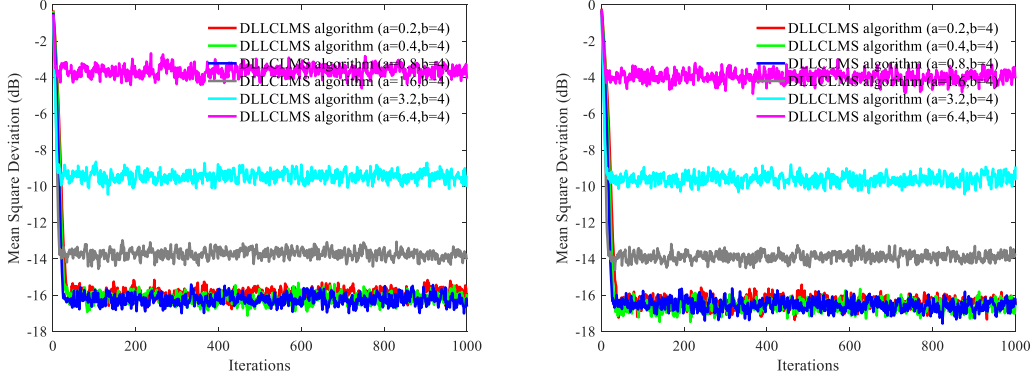 0
-2
-4
-6
-8
-10
-12
-14
-16
-18
Mean Square Deviation (dB)
0
200
400
600
800
1000
Iterations
DLLCLMS algorithm (a=0.2,b=4)
DLLCLMS algorithm (a=0.4,b=4)
DLLCLMS algorithm (a=0.8,b=4)
DLLCLMS algorithm (a=1.6,b=4)
DLLCLMS algorithm (a=3.2,b=4)
DLLCLMS algorithm (a=6.4,b=4)
0
-2
-4
-6
-8
-10
-12
-14
-16
-18
Mean Square Deviation (dB)
0
200
400
600
800
1000
Iterations
DLLCLMS algorithm (a=0.2,b=4)
DLLCLMS algorithm (a=0.4,b=4)
DLLCLMS algorithm (a=0.8,b=4)
DLLCLMS algorithm (a=1.6,b=4)
DLLCLMS algorithm (a=3.2,b=4)
DLLCLMS algorithm (a=6.4,b=4)